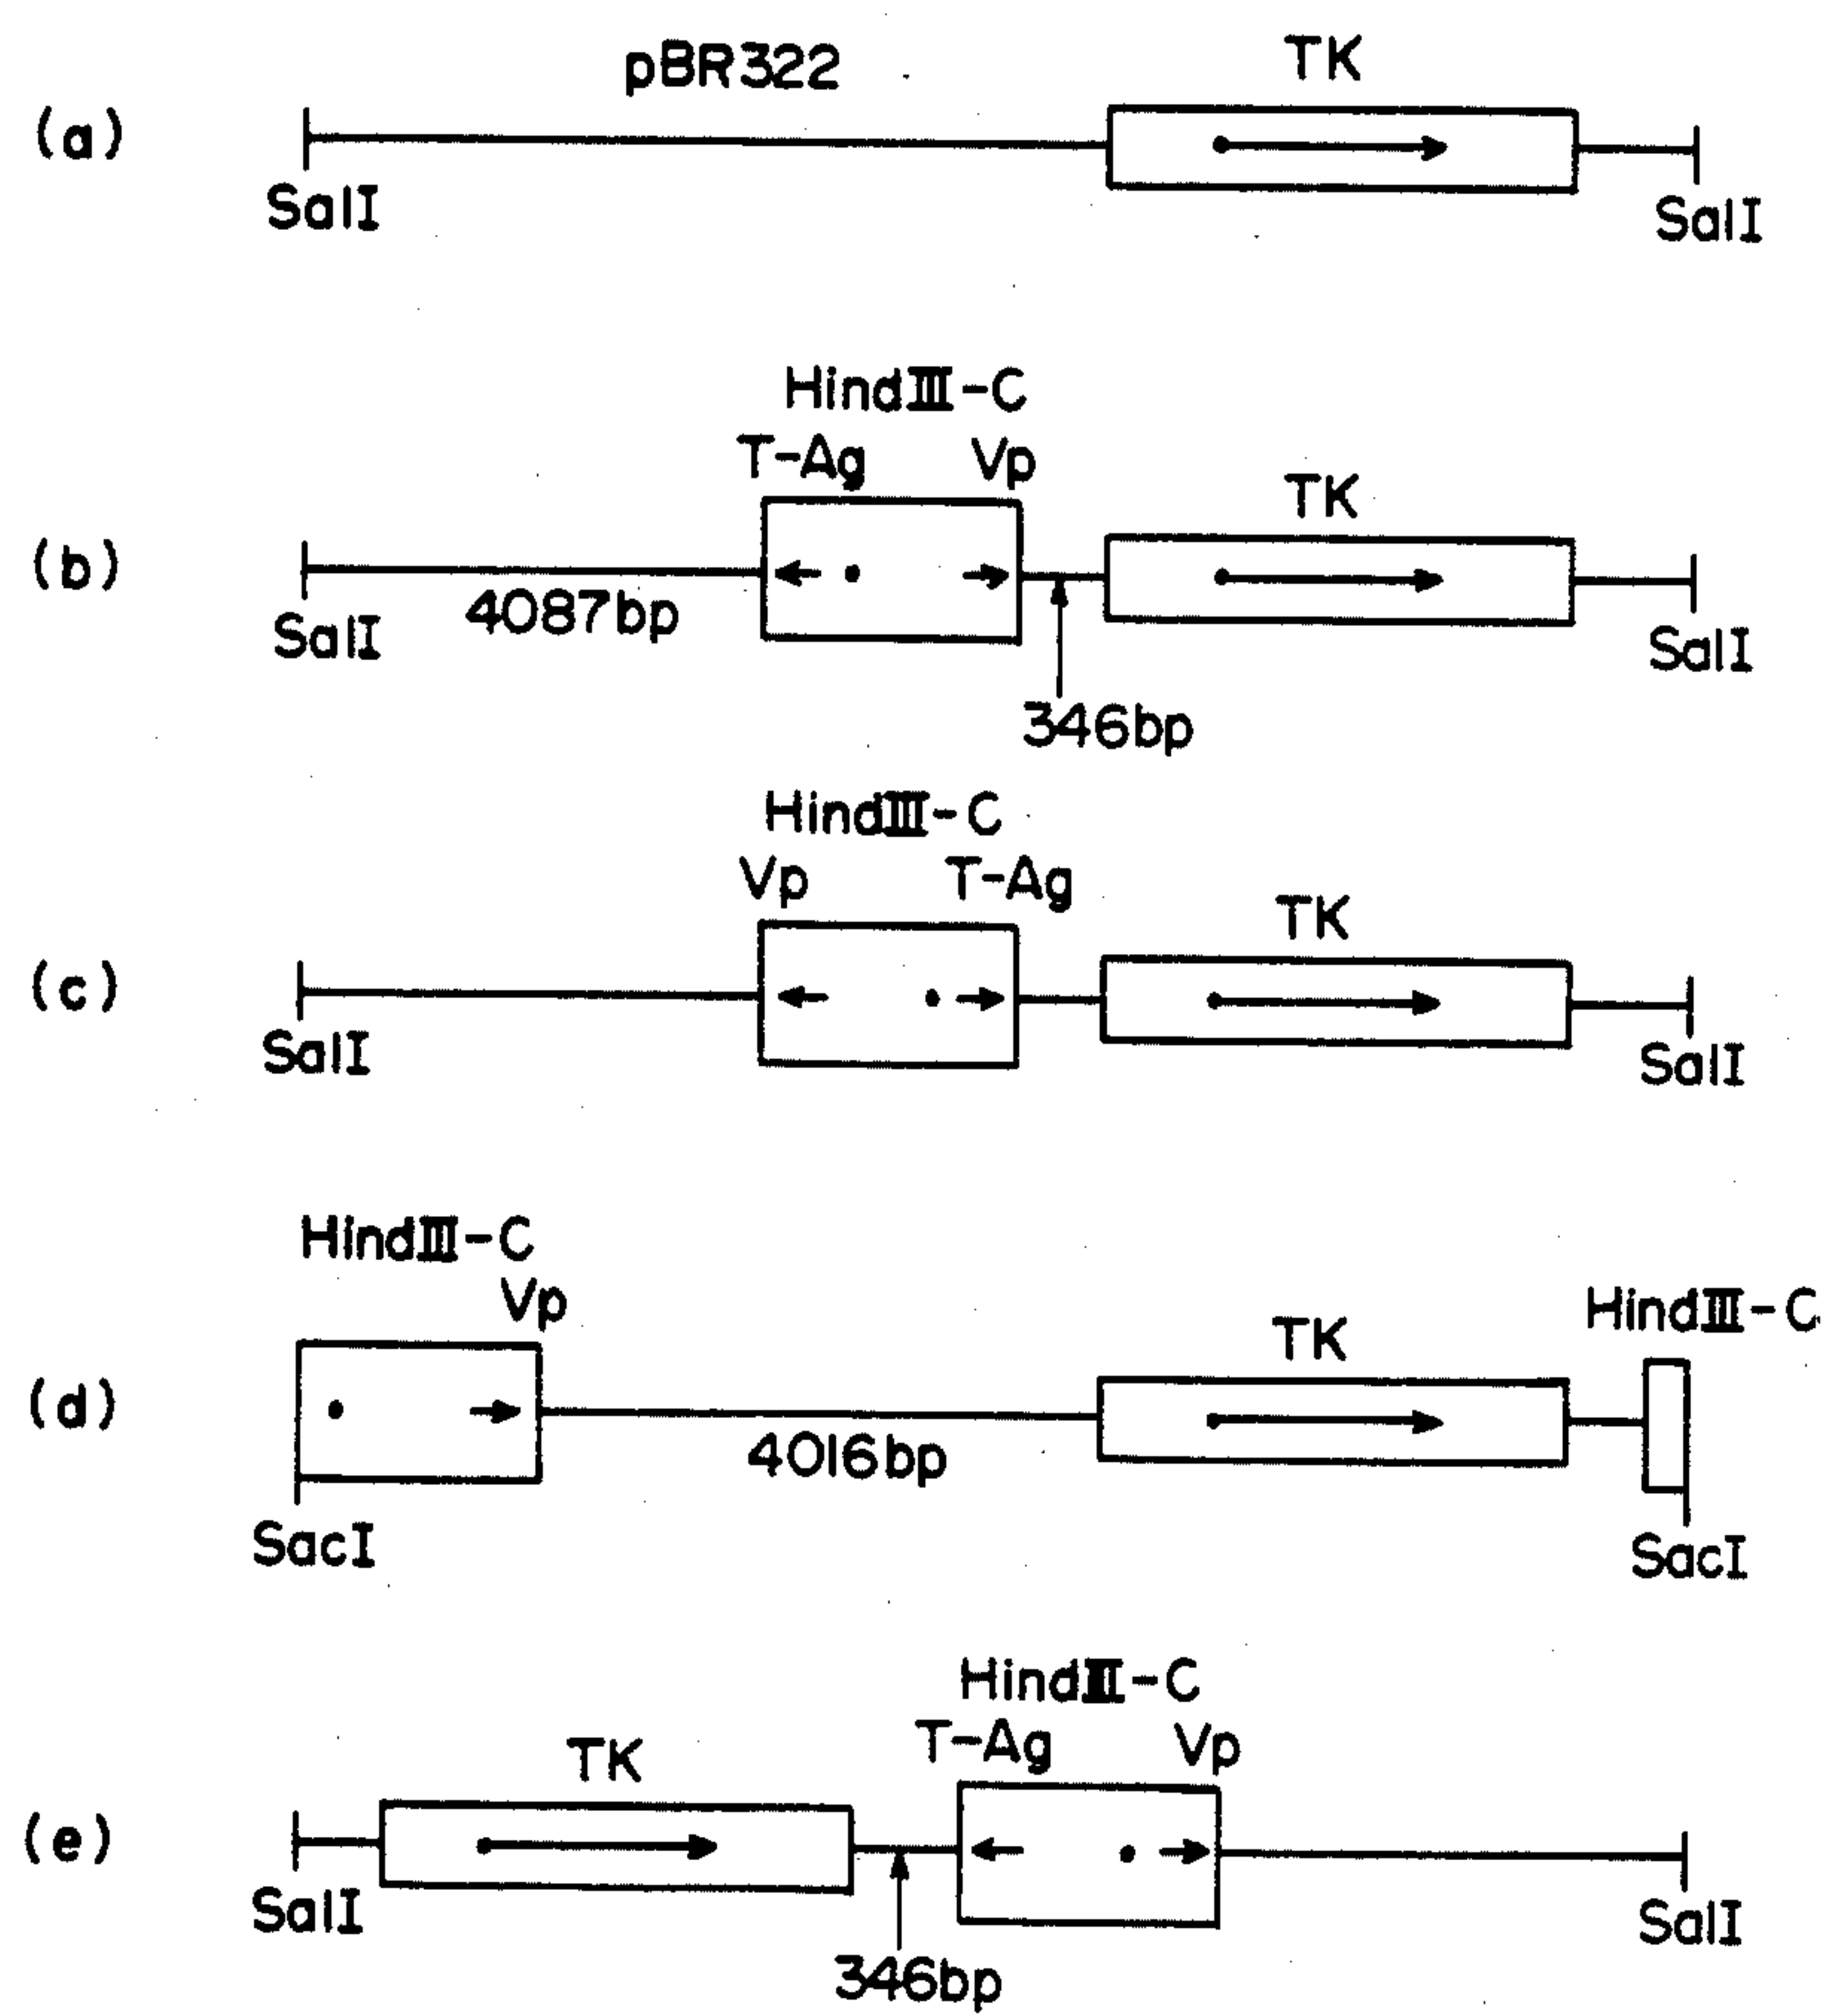 pBR322 TK
(a)
SalI SalI
HindIII-C
T-Ag Vp TK
(b)
4087bp
SalI SalI
346bp
HindIII-C
Vp T-Ag TK
(c)
SalI SalI
HindIII-C
Vp TK HindIII-C
(d)
4016bp
SacI SacI
HindIII-C
TK T-Ag Vp
(e)
SalI SalI
346bp